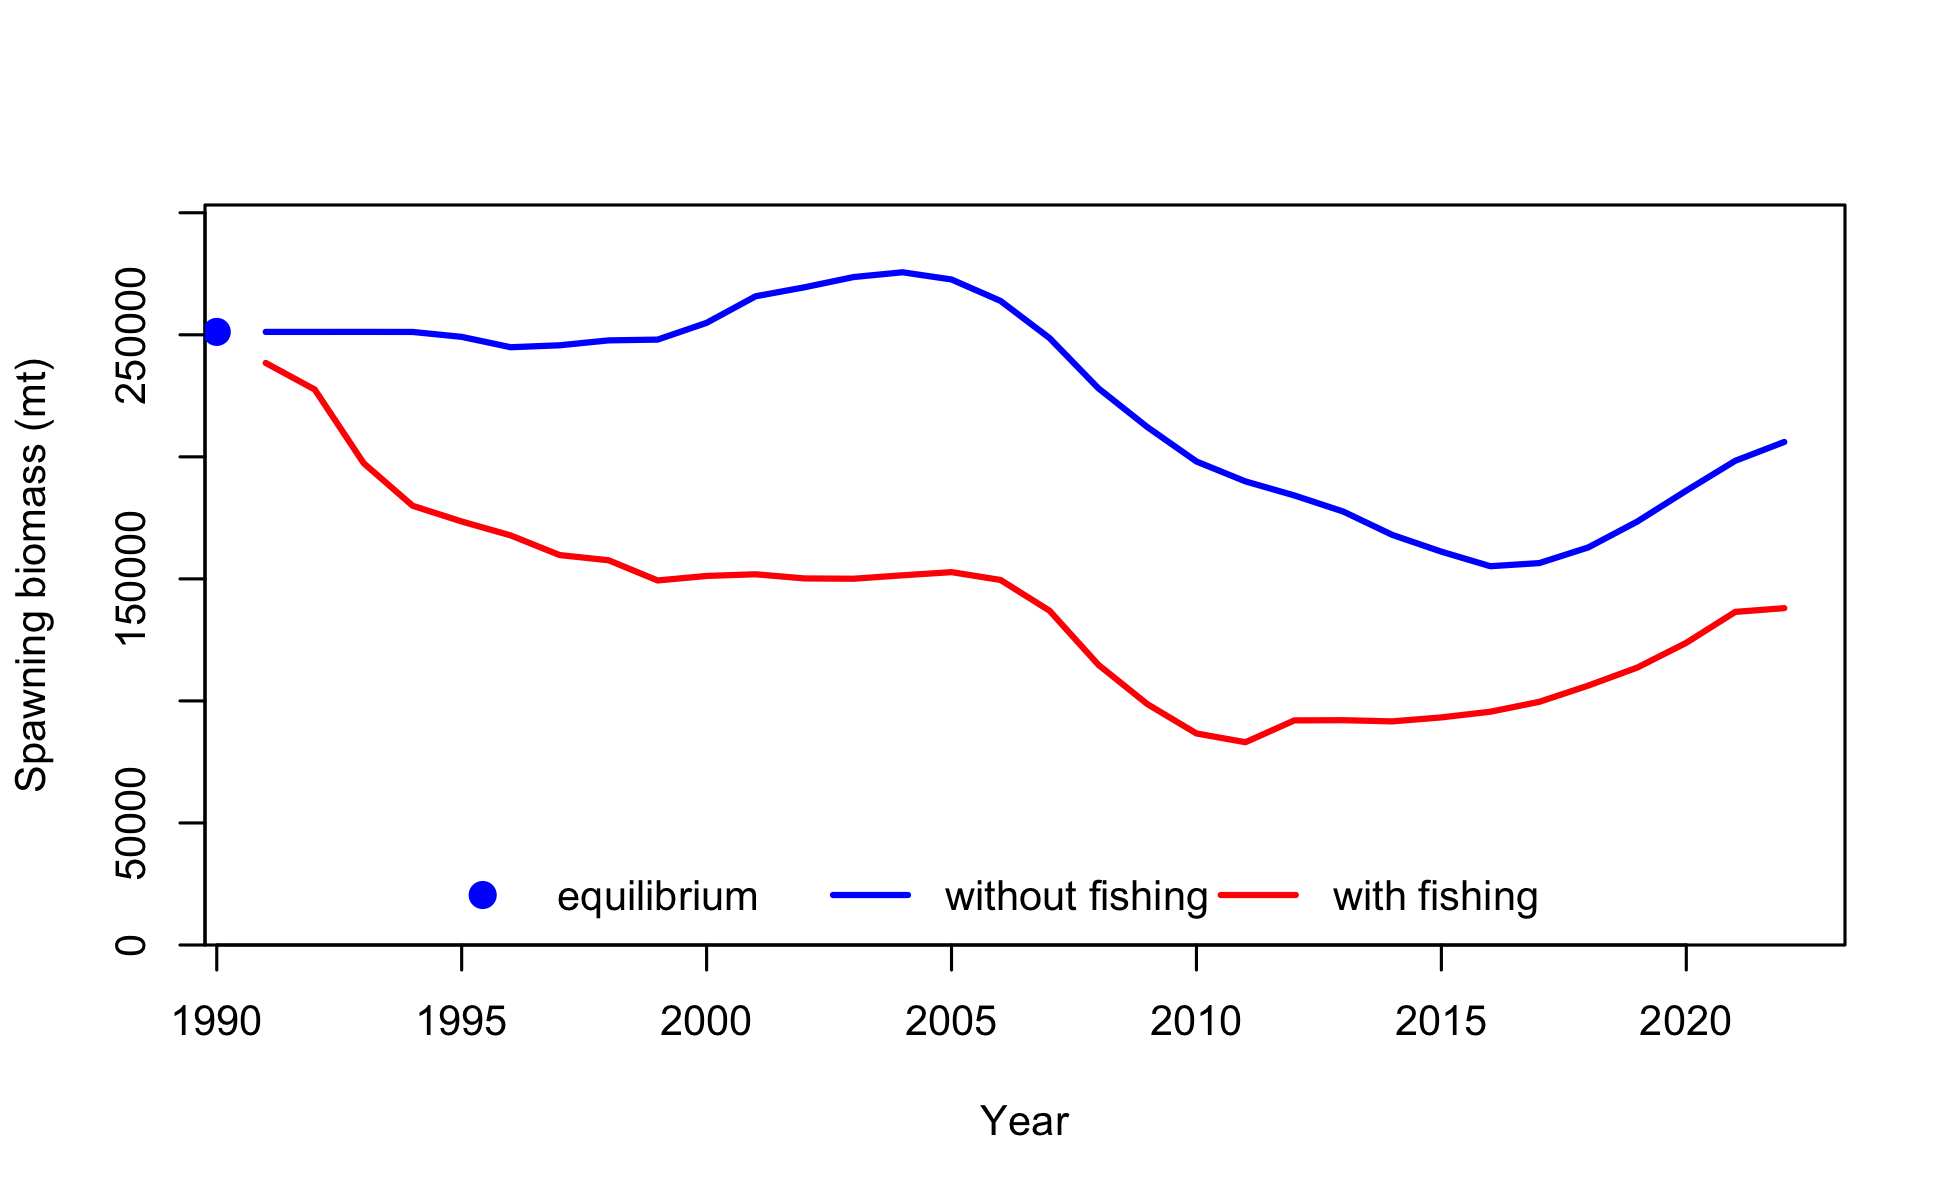 Spawning biomass (mt)
250000
150000
50000
0
equilibrium without fishing with fishing
1990 1995 2000 2005 2010 2015 2020
Year